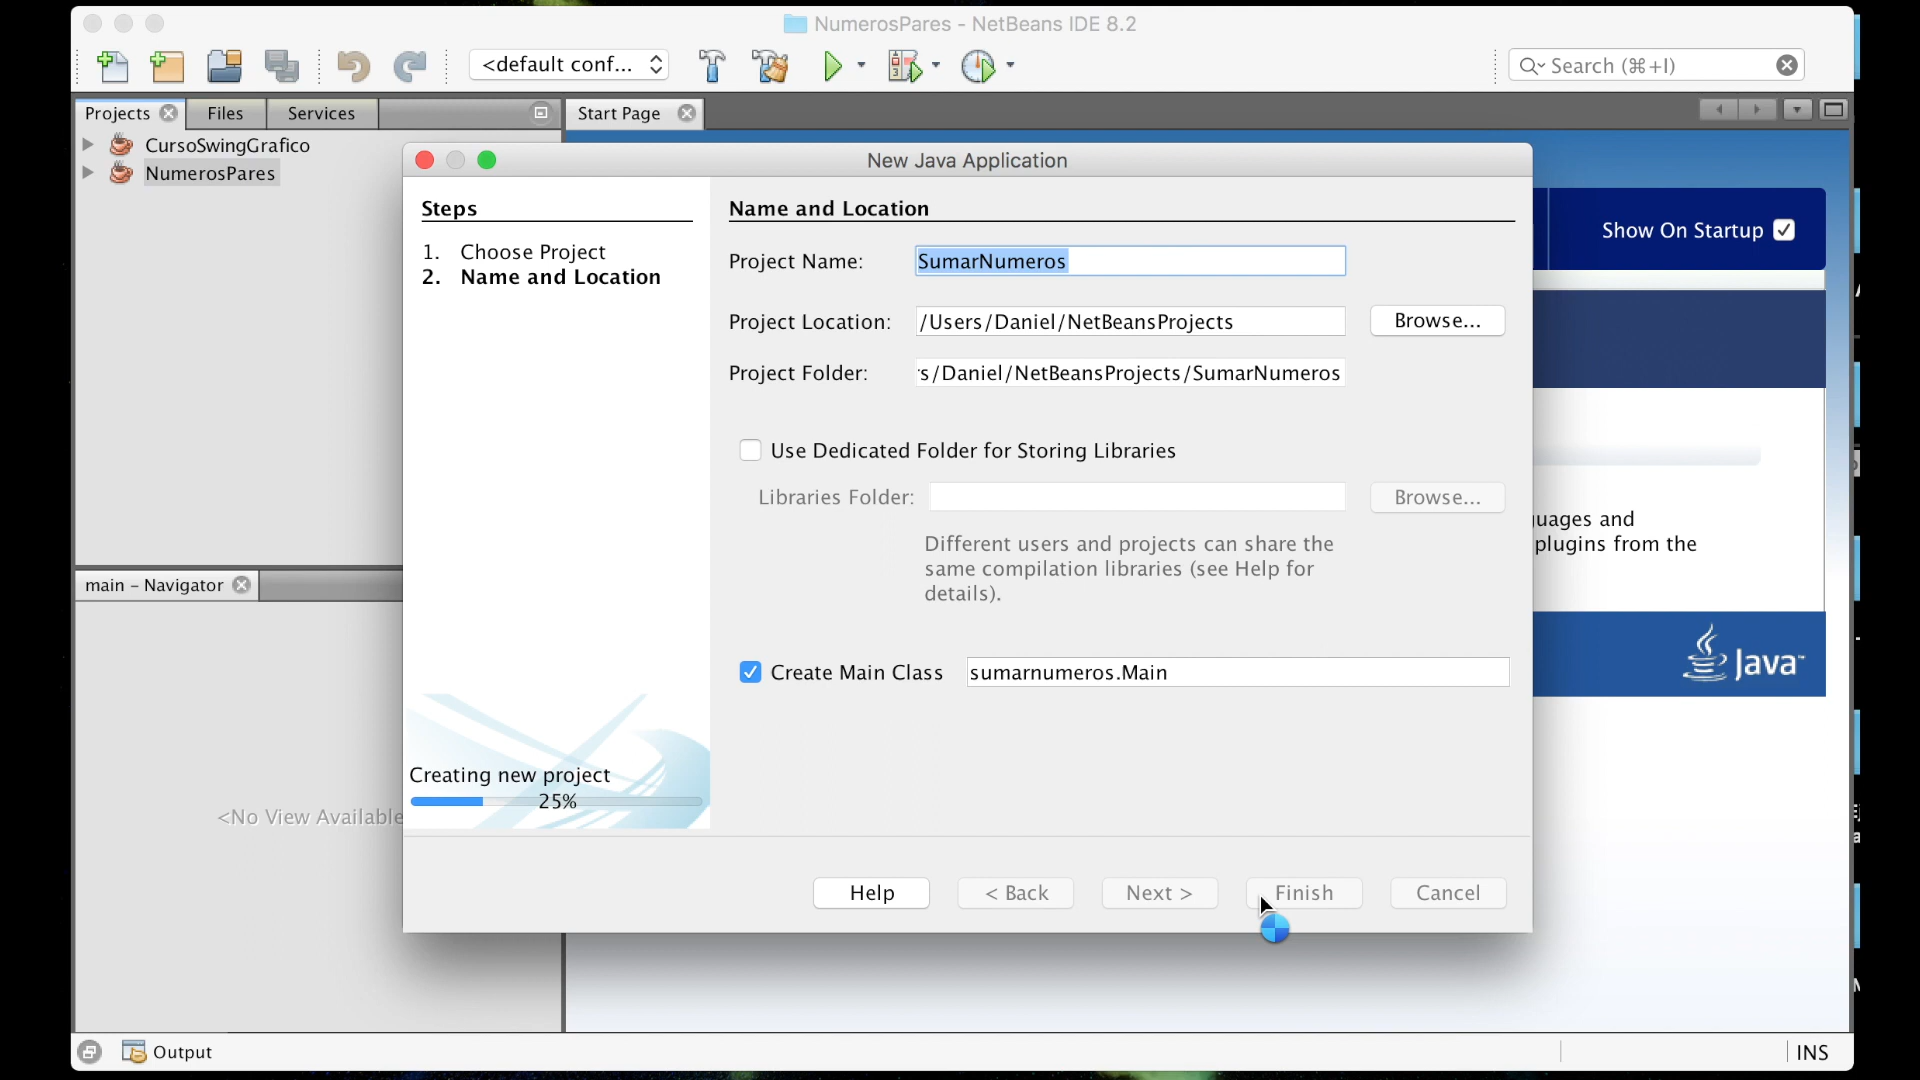 NumerosPares - NetBeans IDE 8.2
<default conf...
Search (⌘+I)
Projects
Files
Services
Start Page
CursoSwingGrafico
NumerosPares
New Java Application
Steps
1. Choose Project
2. Name and Location
Name and Location
Project Name: SumarNumeros
Project Location: /Users/Daniel/NetBeansProjects Browse...
Project Folder: s/Daniel/NetBeansProjects/SumarNumeros
Use Dedicated Folder for Storing Libraries
Libraries Folder: Browse...
Different users and projects can share the
same compilation libraries (see Help for
details).
Create Main Class sumarnumeros.Main
Creating new project
25%
Help < Back Next > Finish Cancel
Show On Startup
uages and
plugins from the
Java™
main - Navigator
<No View Available
Output
INS